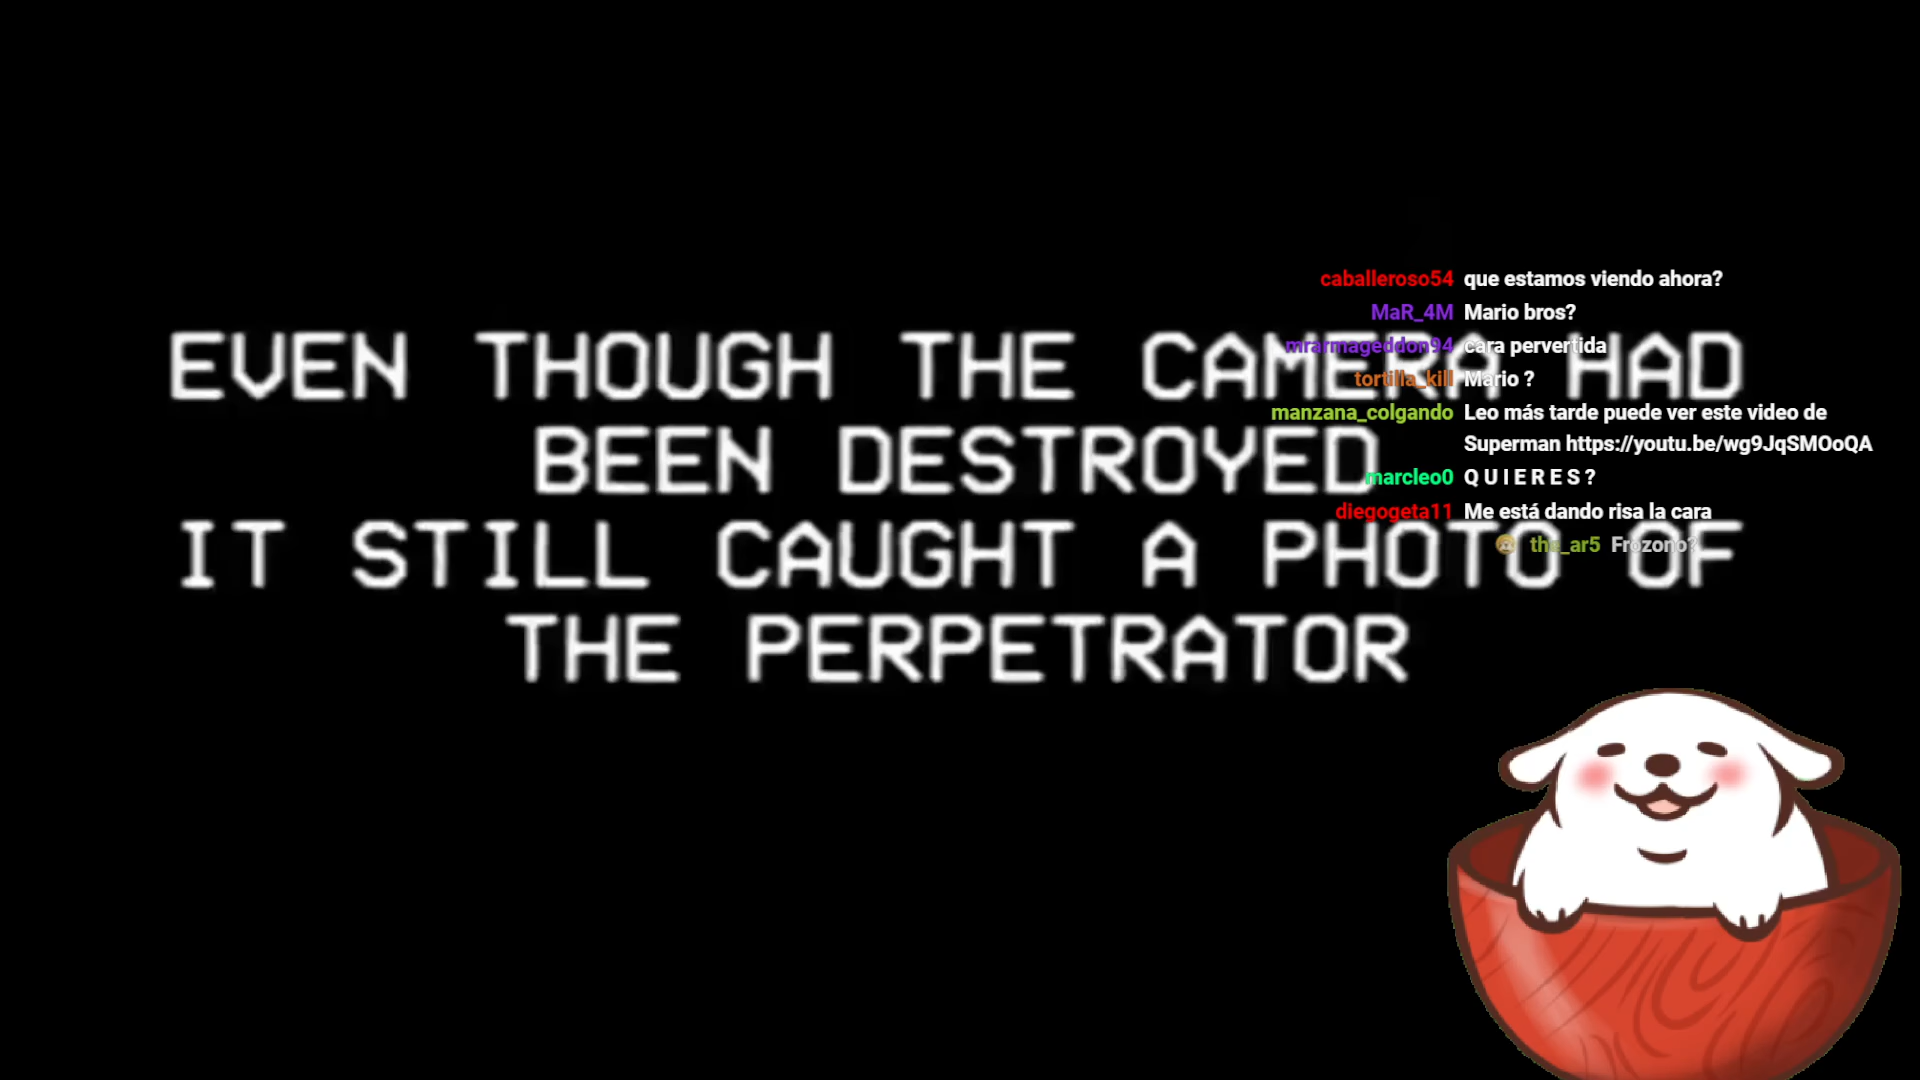 EVEN THOUGH THE CAMERA HAD
BEEN DESTROYED
IT STILL CAUGHT A PHOTO OF
THE PERPETRATOR
caballeroso54 que estamos viendo ahora?
MaR_4M Mario bros?
mrarmageddon94 cara pervertida
tortilla_kill Mario ?
manzana_colgando Leo más tarde puede ver este video de
Superman https://youtu.be/wg9JqSMOoQA
marcleo0 Q U I E R E S ?
diegogeta11 Me está dando risa la cara
the_ar5 Frozono?